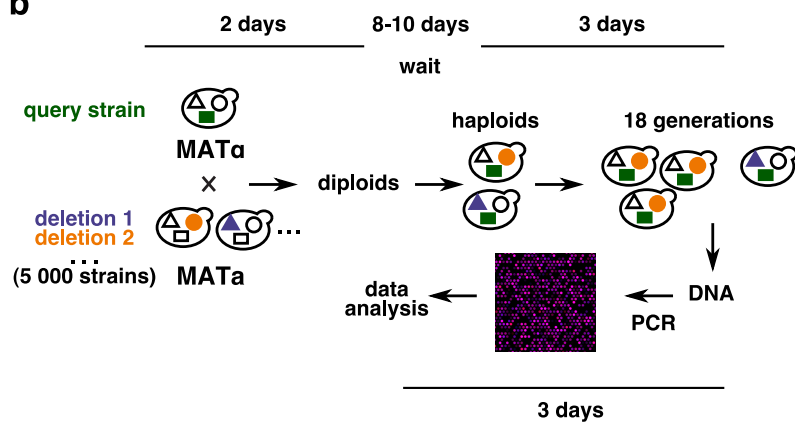 b
2 days
8-10 days
3 days
wait
query strain
MATα
haploids
18 generations
×
diploids
deletion 1
deletion 2
...
...
(5 000 strains)
MATa
data
analysis
DNA
PCR
3 days